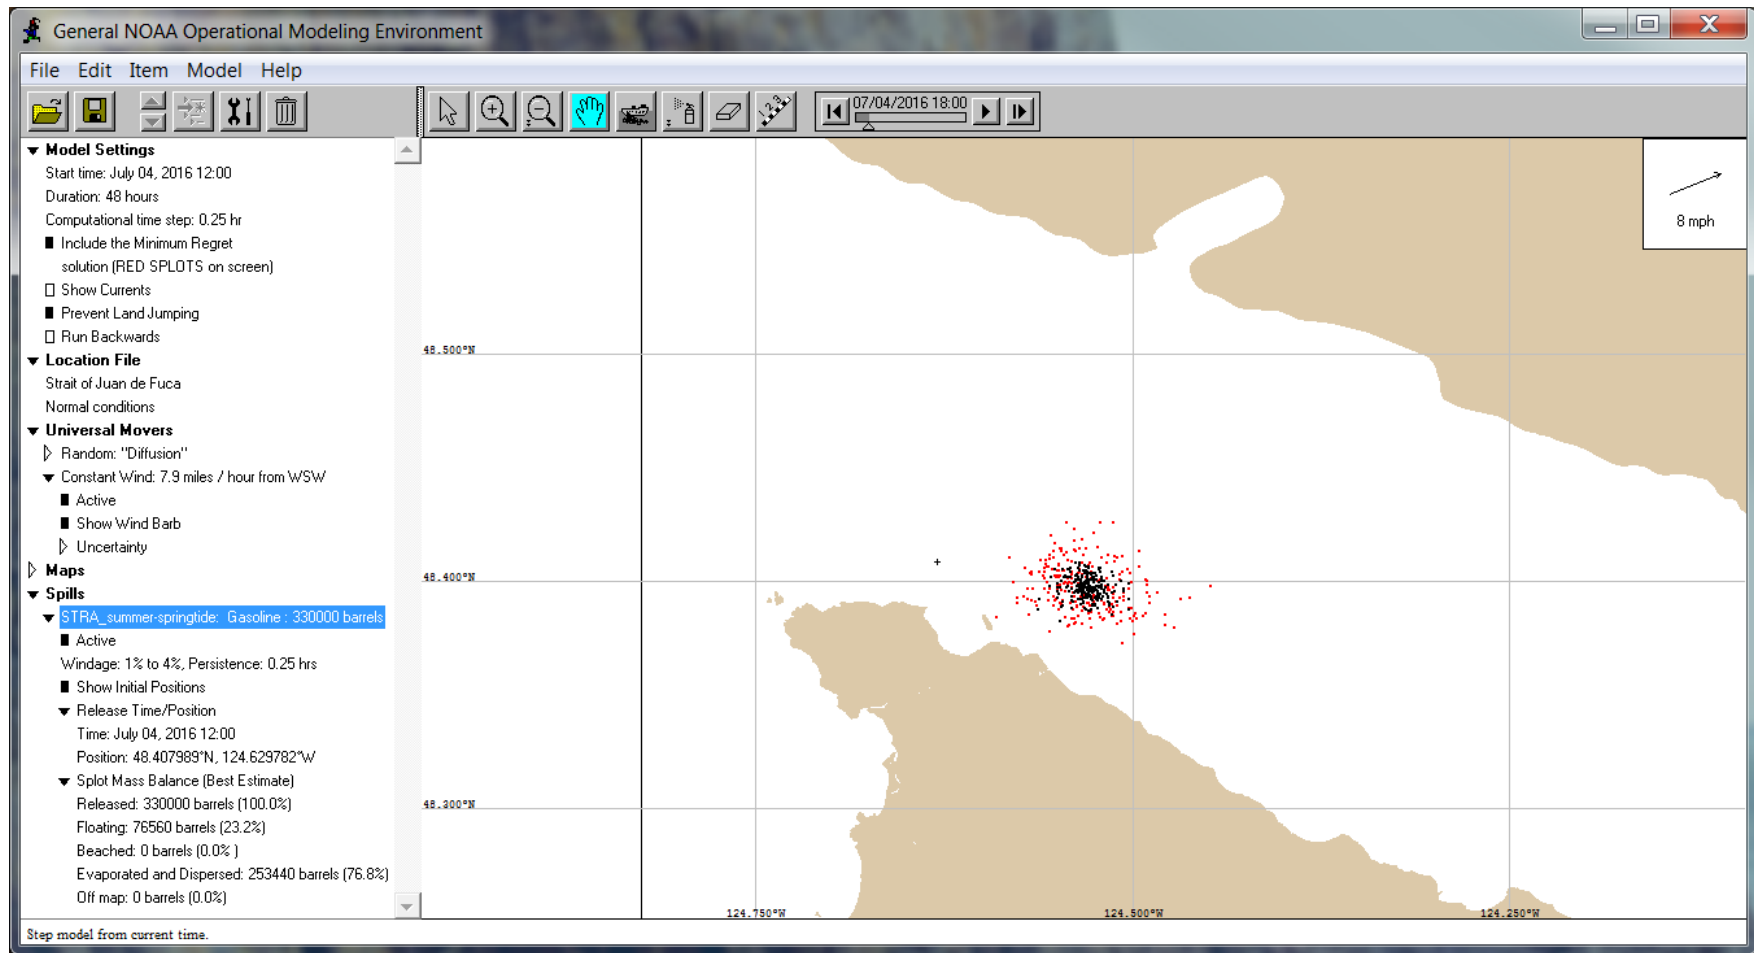 General NOAA Operational Modeling Environment
File Edit Item Model Help
07/04/2016 18:00
Model Settings
Start time: July 04, 2016 12:00
Duration: 48 hours
Computational time step: 0.25 hr
Include the Minimum Regret
solution (RED SPLOTS on screen)
Show Currents
Prevent Land Jumping
Run Backwards
Location File
Strait of Juan de Fuca
Normal conditions
Universal Movers
Random: "Diffusion"
Constant Wind: 7.9 miles / hour from WSW
Active
Show Wind Barb
Uncertainty
Maps
Spills
STRA_summer-springtide: Gasoline : 330000 barrels
Active
Windage: 1% to 4%, Persistence: 0.25 hrs
Show Initial Positions
Release Time/Position
Time: July 04, 2016 12:00
Position: 48.407989°N, 124.629782°W
Splot Mass Balance (Best Estimate)
Released: 330000 barrels (100.0%)
Floating: 76560 barrels (23.2%)
Beached: 0 barrels (0.0% )
Evaporated and Dispersed: 253440 barrels (76.8%)
Off map: 0 barrels (0.0%)
1 2 3
8 mph
48.500°N
48.400°N
48.300°N
124.750°W
124.500°W
124.250°W
Step model from current time.